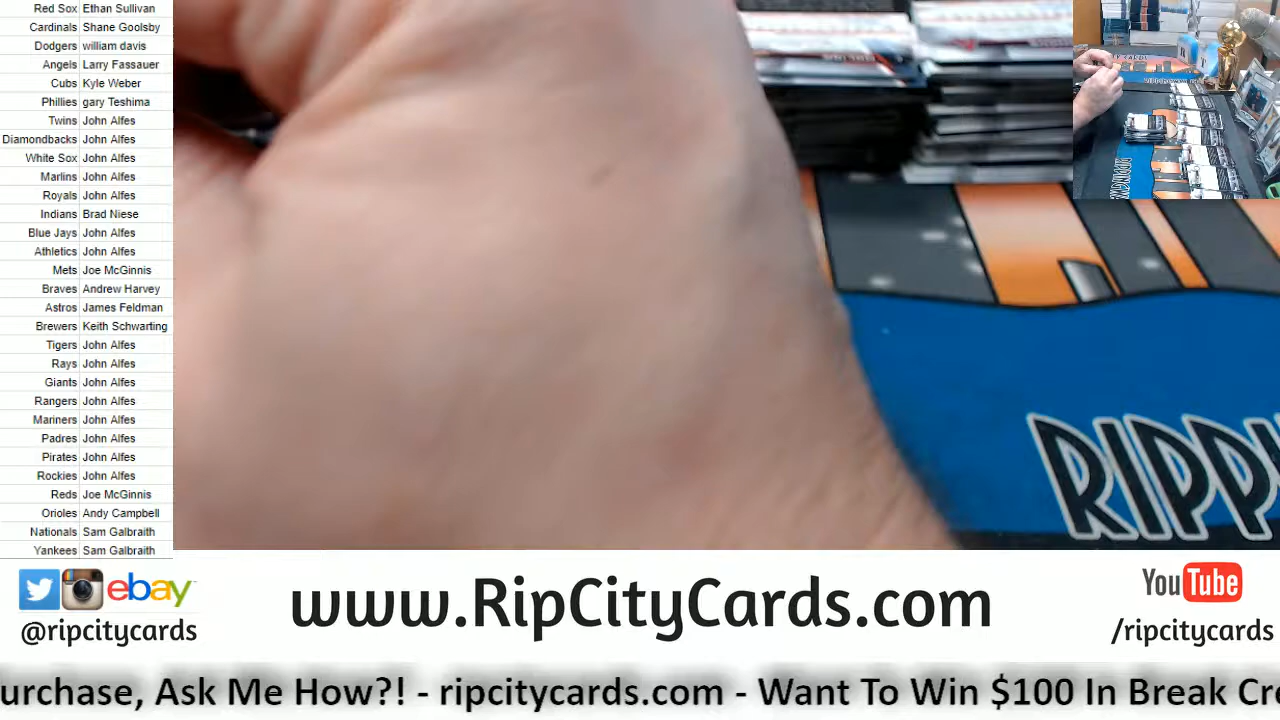 Red Sox Ethan Sullivan
Cardinals Shane Goolsby
Dodgers william davis
Angels Larry Fassauer
Cubs Kyle Weber
Phillies gary Teshima
Twins John Alfes
Diamondbacks John Alfes
White Sox John Alfes
Marlins John Alfes
Royals John Alfes
Indians Brad Niese
Blue Jays John Alfes
Athletics John Alfes
Mets Joe McGinnis
Braves Andrew Harvey
Astros James Feldman
Brewers Keith Schwarting
Tigers John Alfes
Rays John Alfes
Giants John Alfes
Rangers John Alfes
Mariners John Alfes
Padres John Alfes
Pirates John Alfes
Rockies John Alfes
Reds Joe McGinnis
Orioles Andy Campbell
Nationals Sam Galbraith
Yankees Sam Galbraith
RIPPI
ebay
@ripcitycards
www.RipCityCards.com
YouTube
/ripcitycards
urchase, Ask Me How?! - ripcitycards.com - Want To Win $100 In Break Cre